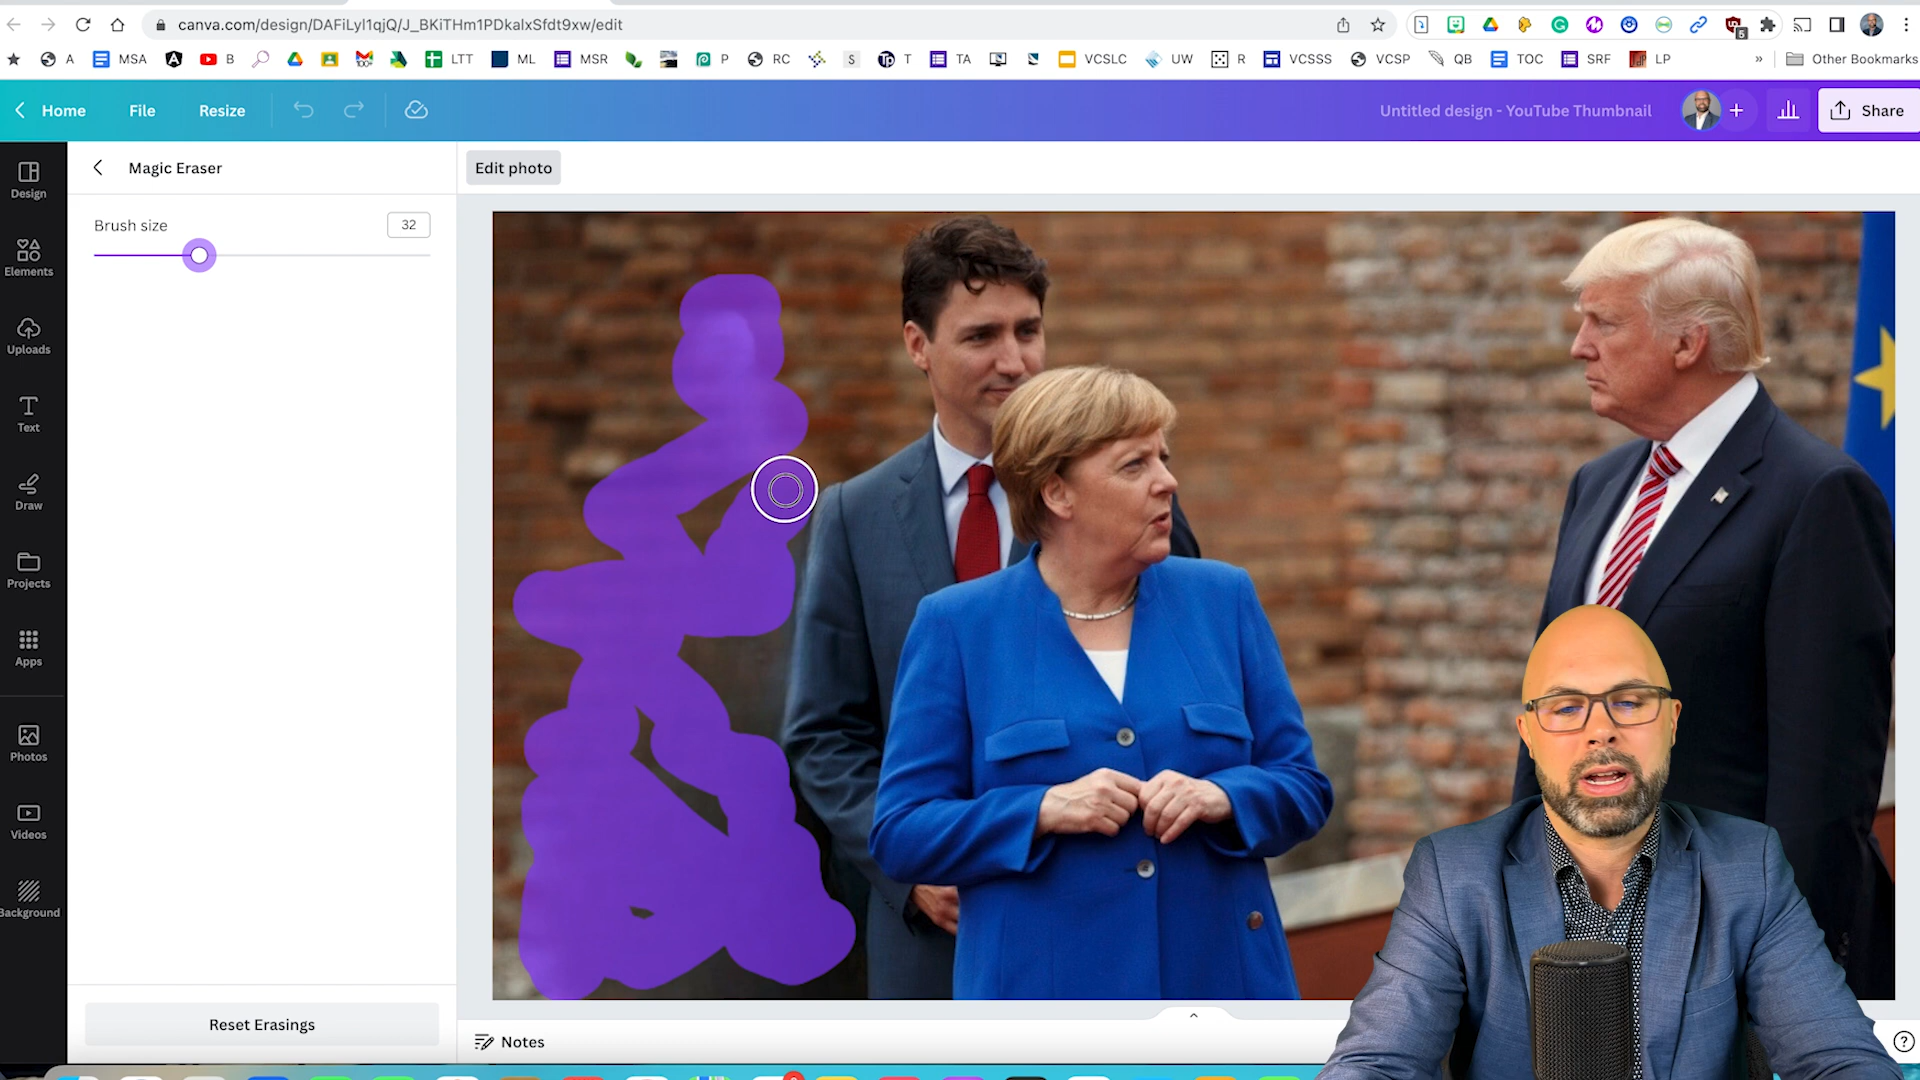 canva.com/design/DAFiLyl1qjQ/J_BKiTHm1PDkalxSfdt9xw/edit
5
A MSA B LTT ML MSR P RC S Tp T TA VCSLC UW R VCSSS VCSP QB TOC SRF LP » Other Bookmarks
Home File Resize Untitled design - YouTube Thumbnail + Share
Magic Eraser Edit photo
Design
Brush size 32
Elements
Uploads
Text
Draw
Projects
Apps
Photos
Videos
Background
Reset Erasings
Notes
?